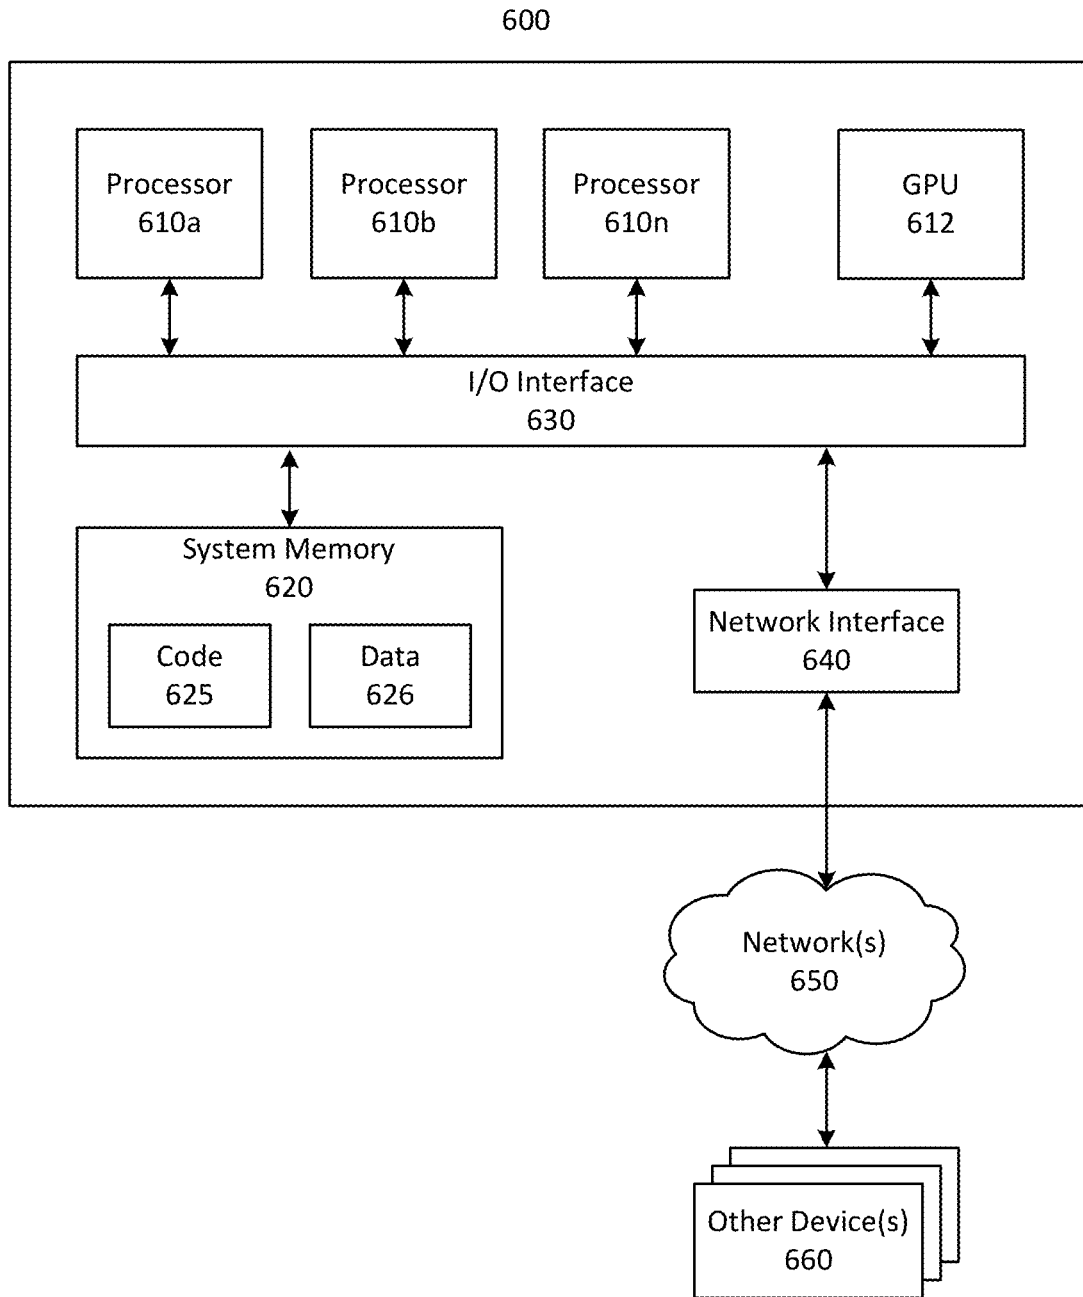 600
Processor
610a
Processor
610b
Processor
610n
GPU
612
I/O Interface
630
System Memory
620
Code
625
Data
626
Network Interface
640
Network(s)
650
Other Device(s)
660